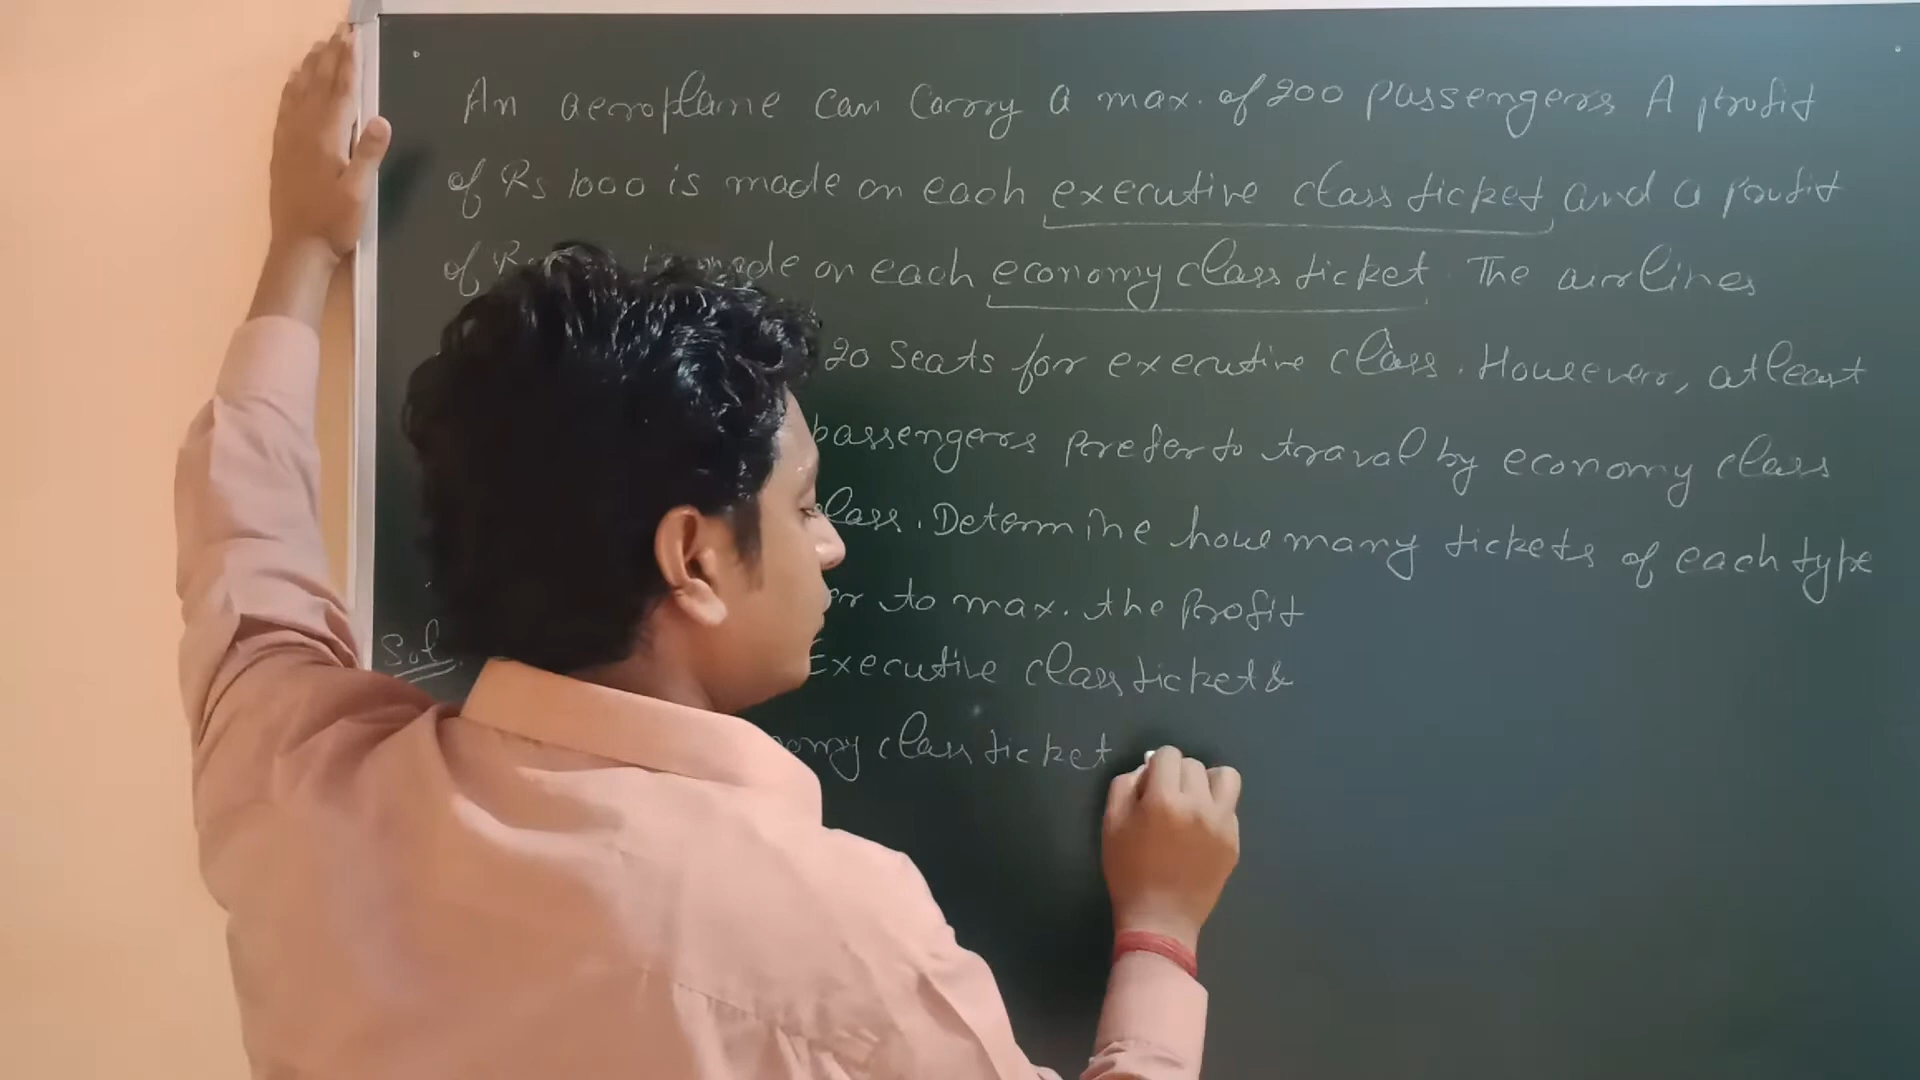 An aeroplane can carry a max. of 200 passengers A profit
of Rs 1000 is made on each executive class ticket and a profit
of made on each economy class ticket. The airlines
20 seats for executive class. However, atleast
passengers prefer to traval by economy class
class. Determine how many tickets of each type
to max. the profit
Sol Executive class ticket &
class ticket